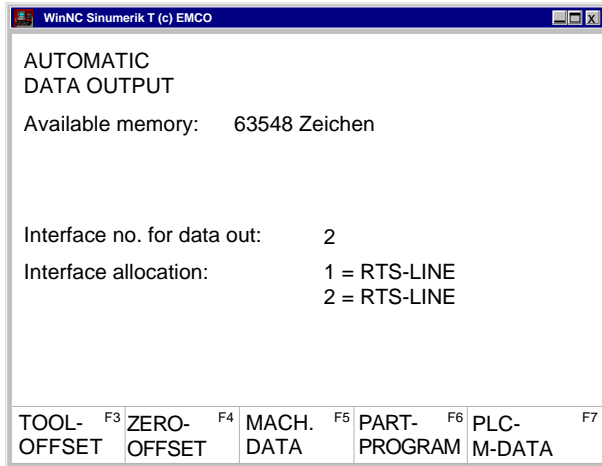 WinNC Sinumerik T (c) EMCO
AUTOMATIC
DATA OUTPUT
Available memory: 63548 Zeichen
Interface no. for data out: 2
Interface allocation: 1 = RTS-LINE
2 = RTS-LINE
TOOL- F3 ZERO- F4 MACH. F5 PART- F6 PLC- F7
OFFSET OFFSET DATA PROGRAM M-DATA